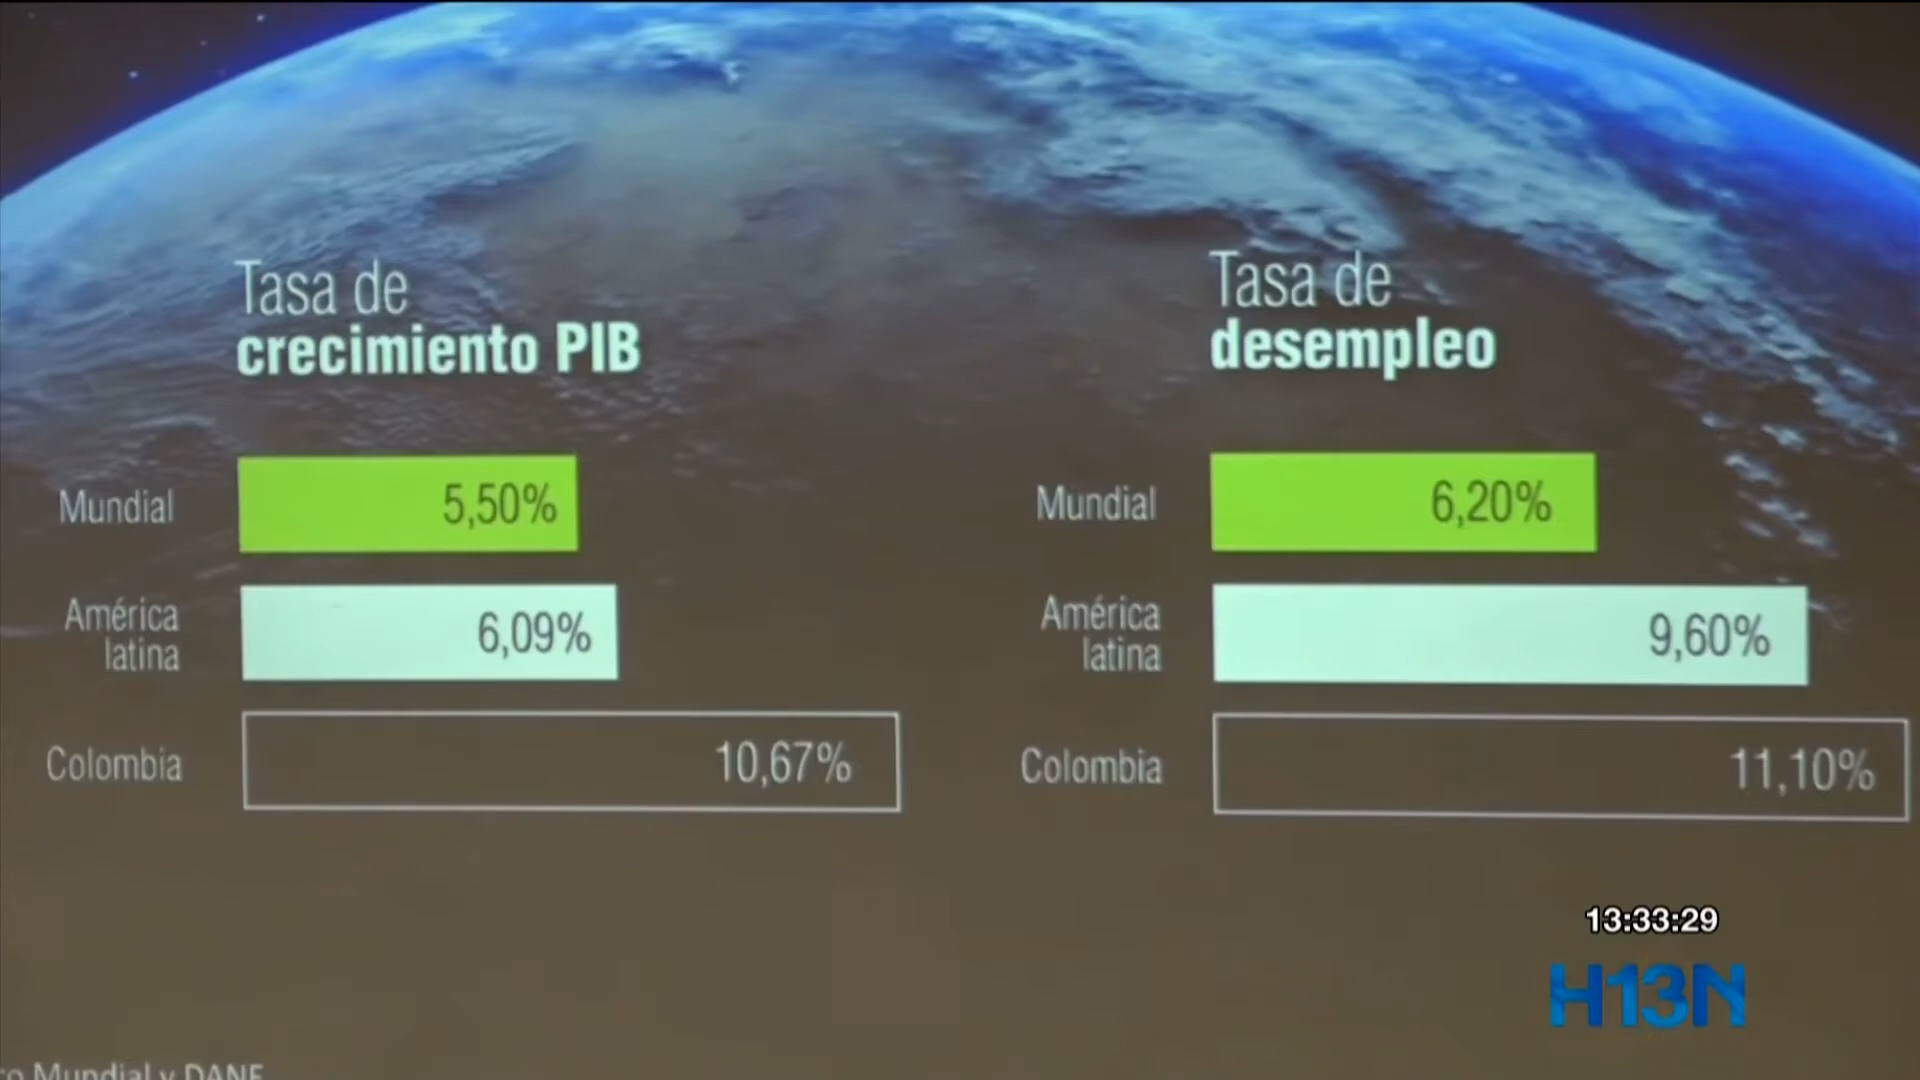 Tasa de
crecimiento PIB
Mundial
5,50%
América
latina
6,09%
Colombia
10,67%
Tasa de
desempleo
Mundial
6,20%
América
latina
9,60%
Colombia
11,10%
13:33:29
H13N
Mundial y DANE